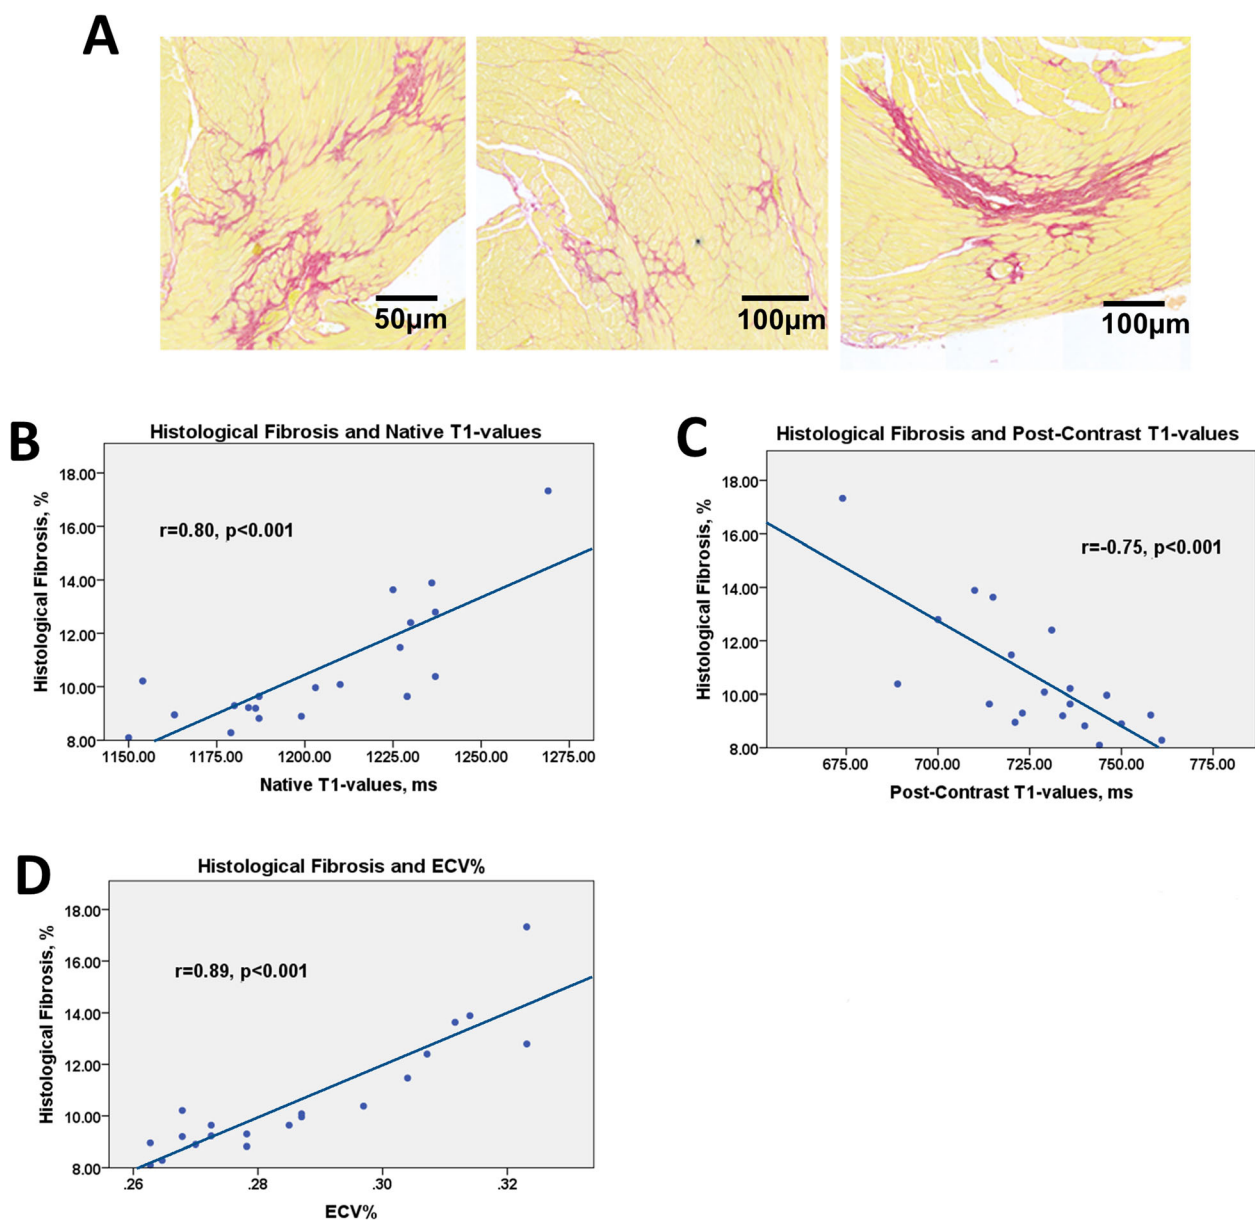 A
50µm
100µm
100µm
B
Histological Fibrosis and Native T1-values
Histological Fibrosis, %
18.00
16.00
14.00
12.00
10.00
8.00
r=0.80, p<0.001
1150.00 1175.00 1200.00 1225.00 1250.00 1275.00
Native T1-values, ms
C
Histological Fibrosis and Post-Contrast T1-values
Histological Fibrosis, %
18.00
16.00
14.00
12.00
10.00
8.00
r=-0.75, p<0.001
675.00 700.00 725.00 750.00 775.00
Post-Contrast T1-values, ms
D
Histological Fibrosis and ECV%
Histological Fibrosis, %
18.00
16.00
14.00
12.00
10.00
8.00
r=0.89, p<0.001
.26 .28 .30 .32
ECV%